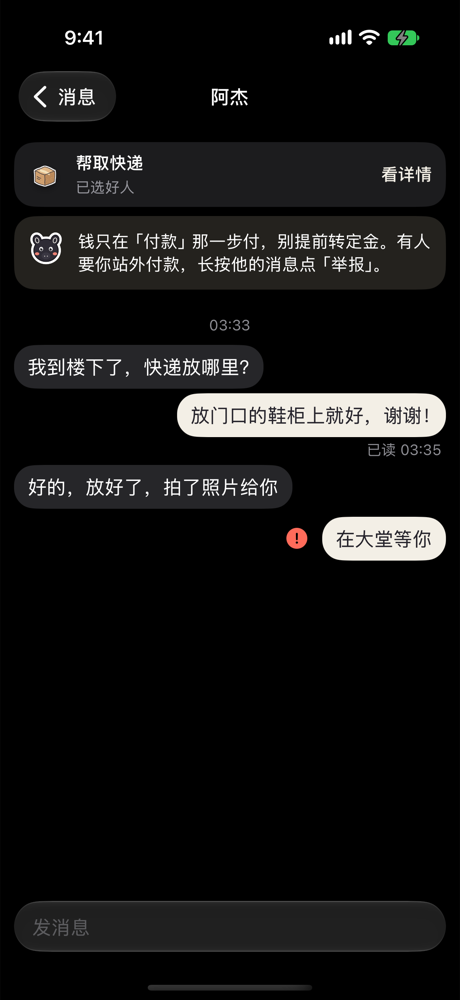 9:41
消息
阿杰
帮取快递
已选好人
看详情
钱只在「付款」那一步付，别提前转定金。有人
要你站外付款，长按他的消息点「举报」。
03:33
我到楼下了，快递放哪里？
放门口的鞋柜上就好，谢谢！
已读 03:35
好的，放好了，拍了照片给你
!
在大堂等你
发消息